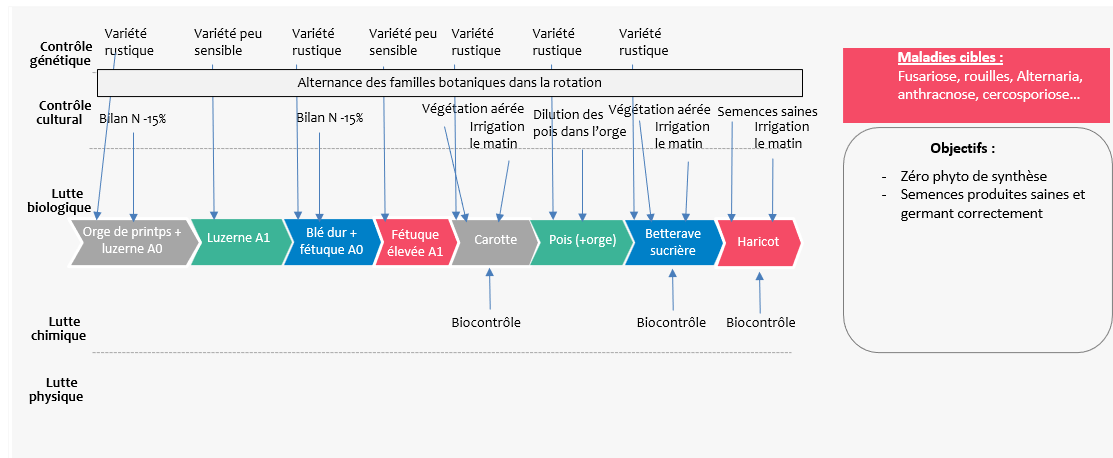 Contrôle
génétique
Variété
rustique
Variété peu
sensible
Variété
rustique
Variété peu
sensible
Variété
rustique
Variété
rustique
Variété
rustique
Alternance des familles botaniques dans la rotation
Contrôle
cultural
Bilan N -15%
Bilan N -15%
Végétation aérée
Irrigation
le matin
Dilution des
pois dans l'orge
Végétation aérée
Irrigation
le matin
Semences saines
Irrigation
le matin
Lutte
biologique
Orge de printps +
luzerne A0
Luzerne A1
Blé dur +
fétuque A0
Fétuque
élevée A1
Carotte
Pois (+orge)
Betterave
sucrière
Haricot
Lutte
chimique
Biocontrôle
Biocontrôle
Biocontrôle
Lutte
physique
Maladies cibles :
Fusariose, rouilles, Alternaria,
anthracnose, cercosporiose...
Objectifs :
- Zéro phyto de synthèse
- Semences produites saines et
germant correctement